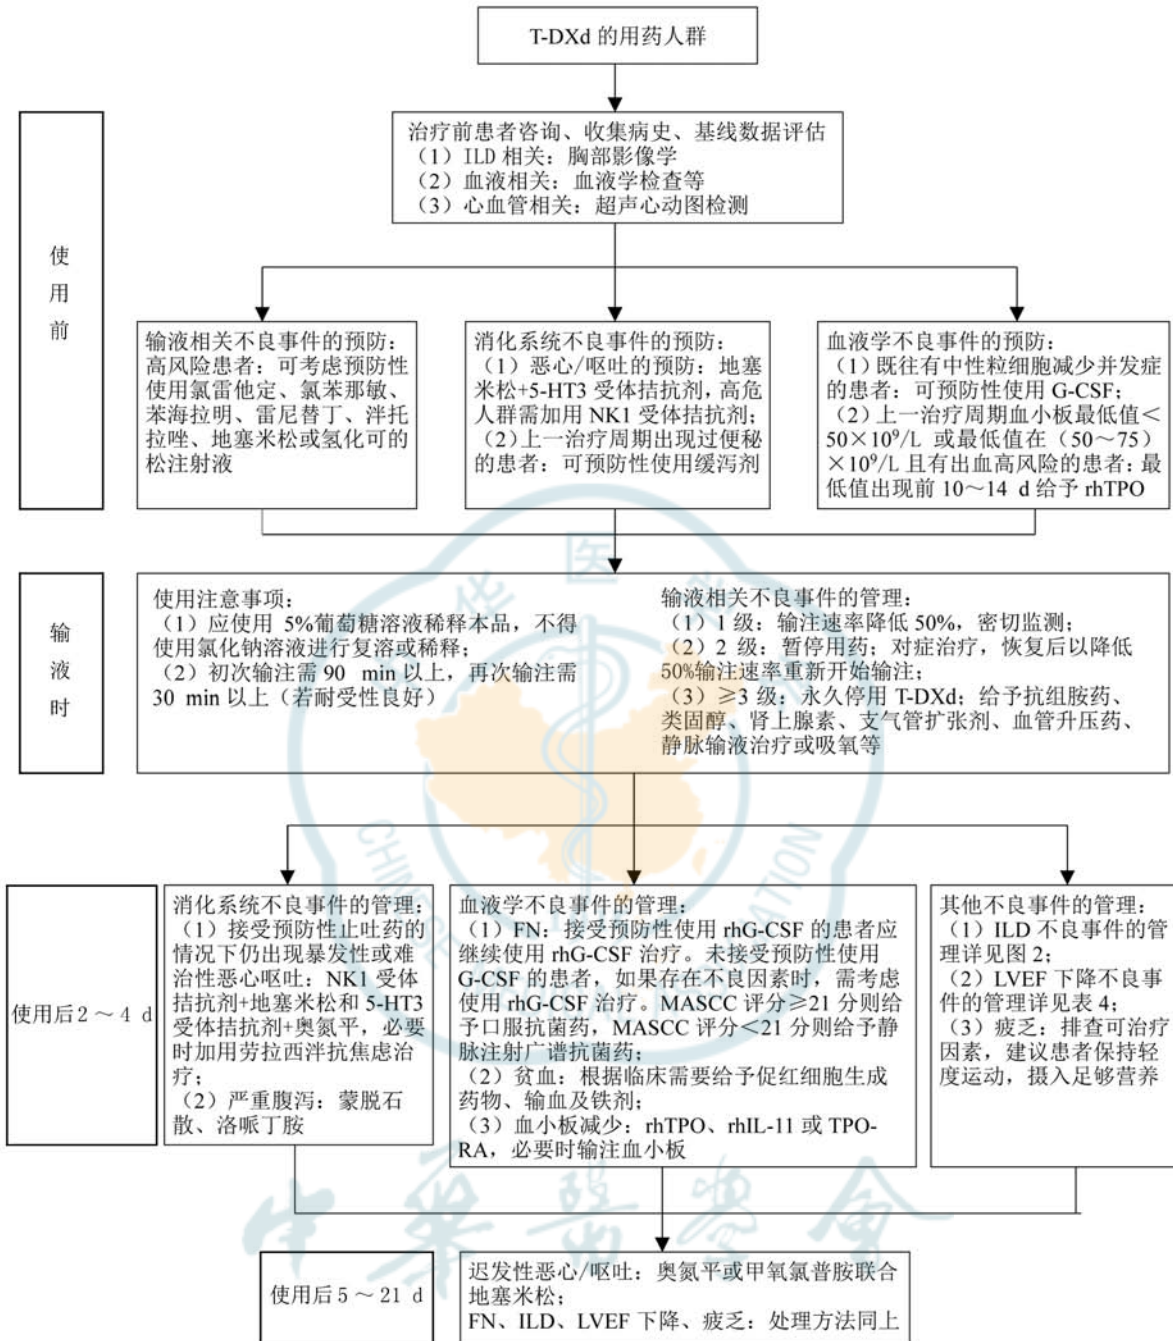 T-DXd 的用药人群
使用前
治疗前患者咨询、收集病史、基线数据评估
（1）ILD 相关：胸部影像学
（2）血液相关：血液学检查等
（3）心血管相关：超声心动图检测
输液相关不良事件的预防：
高风险患者：可考虑预防性
使用氯雷他定、氯苯那敏、
苯海拉明、雷尼替丁、泮托
拉唑、地塞米松或氢化可的
松注射液
消化系统不良事件的预防：
（1）恶心/呕吐的预防：地塞
米松+5-HT3 受体拮抗剂，高危
人群需加用 NK1 受体拮抗剂；
（2）上一治疗周期出现过便秘
的患者：可预防性使用缓泻剂
血液学不良事件的预防：
（1）既往有中性粒细胞减少并发症
的患者：可预防性使用 G-CSF；
（2）上一治疗周期血小板最低值＜
50×10⁹/L 或最低值在（50～75）
×10⁹/L 且有出血高风险的患者：最
低值出现前 10～14 d 给予 rhTPO
输液时
使用注意事项：
（1）应使用 5%葡萄糖溶液稀释本品，不得
使用氯化钠溶液进行复溶或稀释；
（2）初次输注需 90 min 以上，再次输注需
30 min 以上（若耐受性良好）
输液相关不良事件的管理：
（1）1 级：输注速率降低 50%，密切监测；
（2）2 级：暂停用药；对症治疗，恢复后以降低
50%输注速率重新开始输注；
（3）≥3 级：永久停用 T-DXd；给予抗组胺药、
类固醇、肾上腺素、支气管扩张剂、血管升压药、
静脉输液治疗或吸氧等
使用后 2～4 d
消化系统不良事件的管理：
（1）接受预防性止吐药的
情况下仍出现暴发性或难
治性恶心呕吐：NK1 受体
拮抗剂+地塞米松和 5-HT3
受体拮抗剂+奥氮平，必要
时加用劳拉西泮抗焦虑治
疗；
（2）严重腹泻：蒙脱石
散、洛哌丁胺
血液学不良事件的管理：
（1）FN：接受预防性使用 rhG-CSF 的患者应
继续使用 rhG-CSF 治疗。未接受预防性使用
G-CSF 的患者，如果存在不良因素时，需考虑
使用 rhG-CSF 治疗。MASCC 评分≥21 分则给
予口服抗菌药，MASCC 评分＜21 分则给予静
脉注射广谱抗菌药；
（2）贫血：根据临床需要给予促红细胞生成
药物、输血及铁剂；
（3）血小板减少：rhTPO、rhIL-11 或 TPO-
RA，必要时输注血小板
其他不良事件的管理：
（1）ILD 不良事件的管
理详见图 2；
（2）LVEF 下降不良事
件的管理详见表 4；
（3）疲乏：排查可治疗
因素，建议患者保持轻
度运动，摄入足够营养
使用后 5～21 d
迟发性恶心/呕吐：奥氮平或甲氧氯普胺联合
地塞米松；
FN、ILD、LVEF 下降、疲乏：处理方法同上
中華醫學會